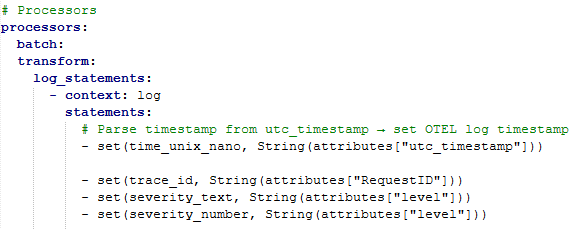 # Processors
processors:
  batch:
  transform:
    log_statements:
      - context: log
        statements:
          # Parse timestamp from utc_timestamp → set OTEL log timestamp
          - set(time_unix_nano, String(attributes["utc_timestamp"]))

          - set(trace_id, String(attributes["RequestID"]))
          - set(severity_text, String(attributes["level"]))
          - set(severity_number, String(attributes["level"]))